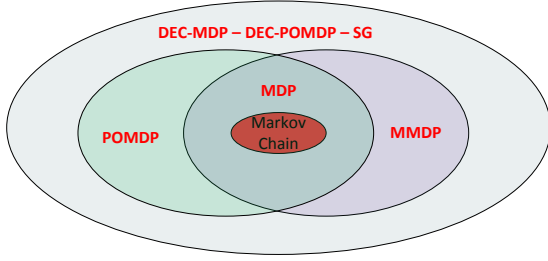 DEC-MDP – DEC-POMDP – SG
MDP
Markov
Chain
POMDP
MMDP